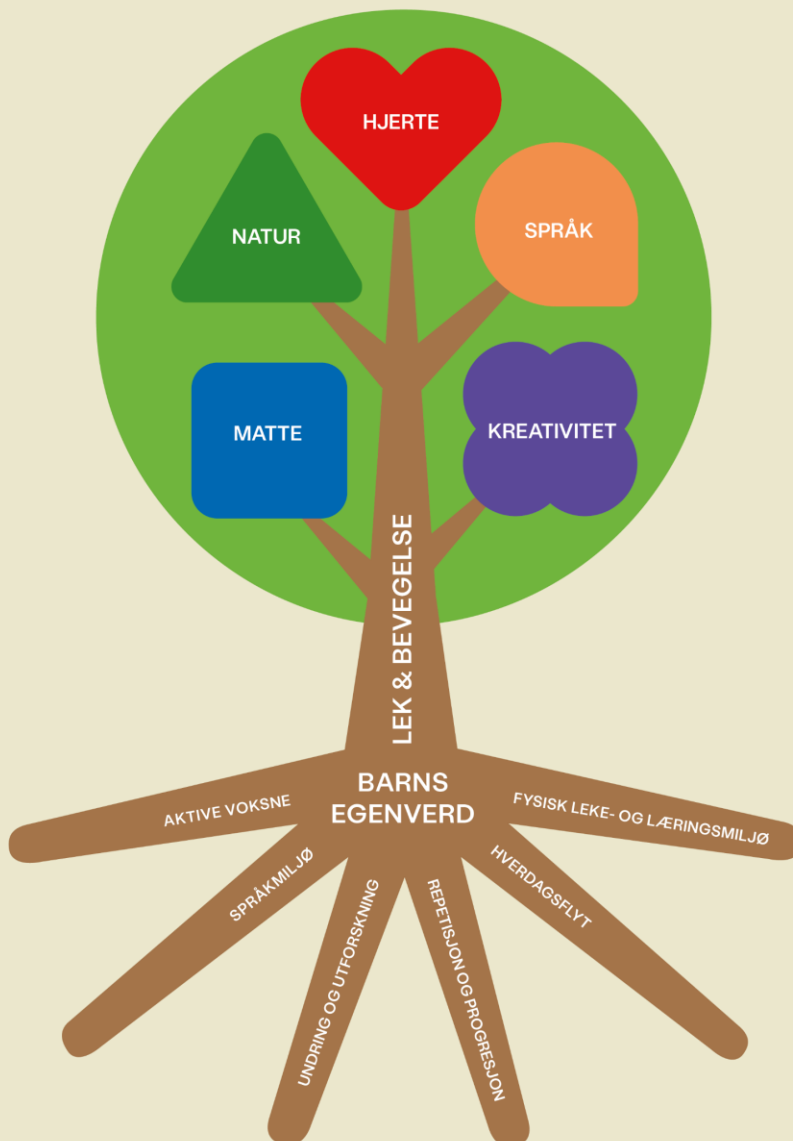 HJERTE
NATUR
SPRÅK
MATTE
KREATIVITET
LEK & BEVEGELSE
BARNS
EGENVERD
AKTIVE VOKSNE
SPRÅKMILJØ
UNDRING OG UTFORSKNING
REPETISJON OG PROGRESJON
HVERDAGSFLYT
FYSISK LEKE- OG LÆRINGSMILJØ